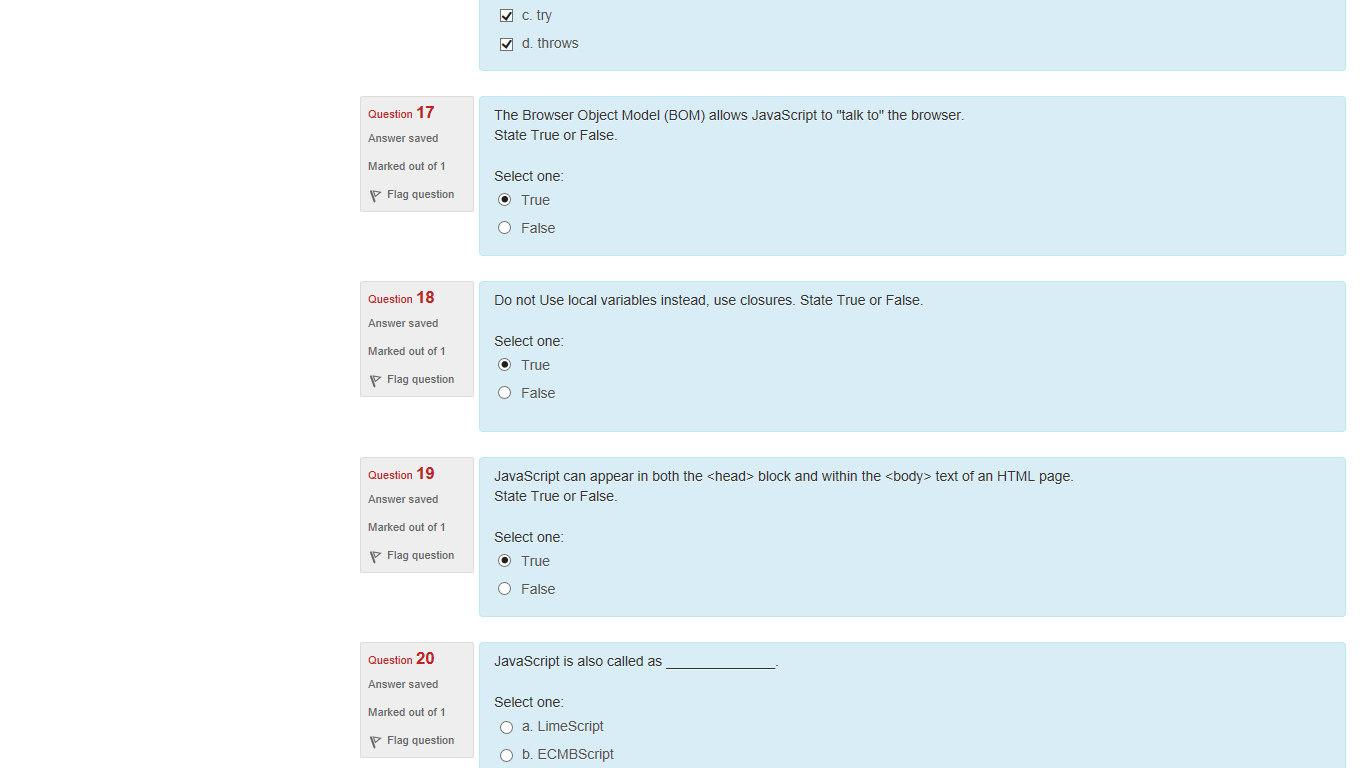 c. try
d. throws
Question 17
Answer saved
Marked out of 1
Flag question
The Browser Object Model (BOM) allows JavaScript to "talk to" the browser.
State True or False.
Select one:
True
False
Question 18
Answer saved
Marked out of 1
Flag question
Do not Use local variables instead, use closures. State True or False.
Select one:
True
False
Question 19
Answer saved
Marked out of 1
Flag question
JavaScript can appear in both the <head> block and within the <body> text of an HTML page.
State True or False.
Select one:
True
False
Question 20
Answer saved
Marked out of 1
Flag question
JavaScript is also called as ______________.
Select one:
a. LimeScript
b. ECMBScript